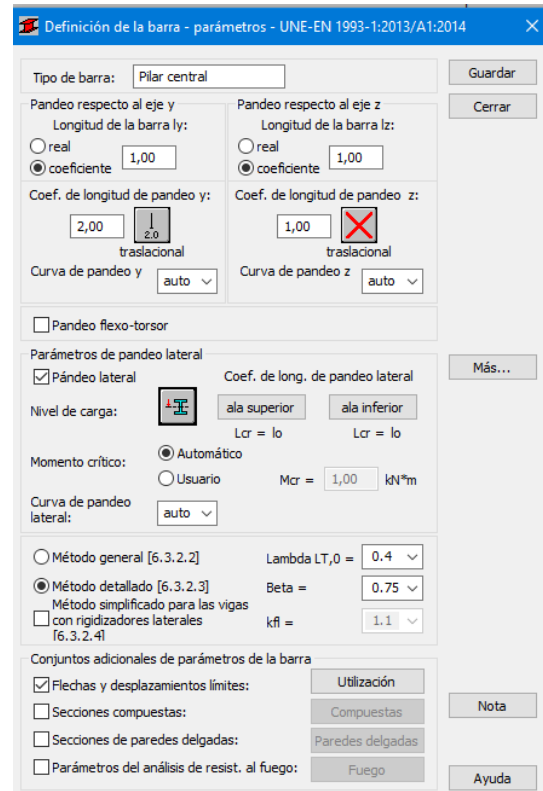 Definición de la barra - parámetros - UNE-EN 1993-1:2013/A1:2014
Tipo de barra: Pilar central
Guardar
Cerrar
Pandeo respecto al eje y
Longitud de la barra ly:
real
coeficiente
1,00
Pandeo respecto al eje z
Longitud de la barra lz:
real
coeficiente
1,00
Coef. de longitud de pandeo y:
2,00
2.0
traslacional
Curva de pandeo y auto
Coef. de longitud de pandeo z:
1,00
traslacional
Curva de pandeo z auto
Pandeo flexo-torsor
Parámetros de pandeo lateral
Pándeo lateral
Coef. de long. de pandeo lateral
Más...
Nivel de carga:
ala superior
ala inferior
Lcr = lo
Lcr = lo
Momento crítico:
Automático
Usuario
Mcr = 1,00 kN*m
Curva de pandeo
lateral:
auto
Método general [6.3.2.2]
Lambda LT,0 = 0.4
Método detallado [6.3.2.3]
Beta = 0.75
Método simplificado para las vigas
con rigidizadores laterales
[6.3.2.4]
kfl = 1.1
Conjuntos adicionales de parámetros de la barra
Flechas y desplazamientos límites: Utilización
Secciones compuestas: Compuestas
Nota
Secciones de paredes delgadas: Paredes delgadas
Parámetros del análisis de resist. al fuego: Fuego
Ayuda